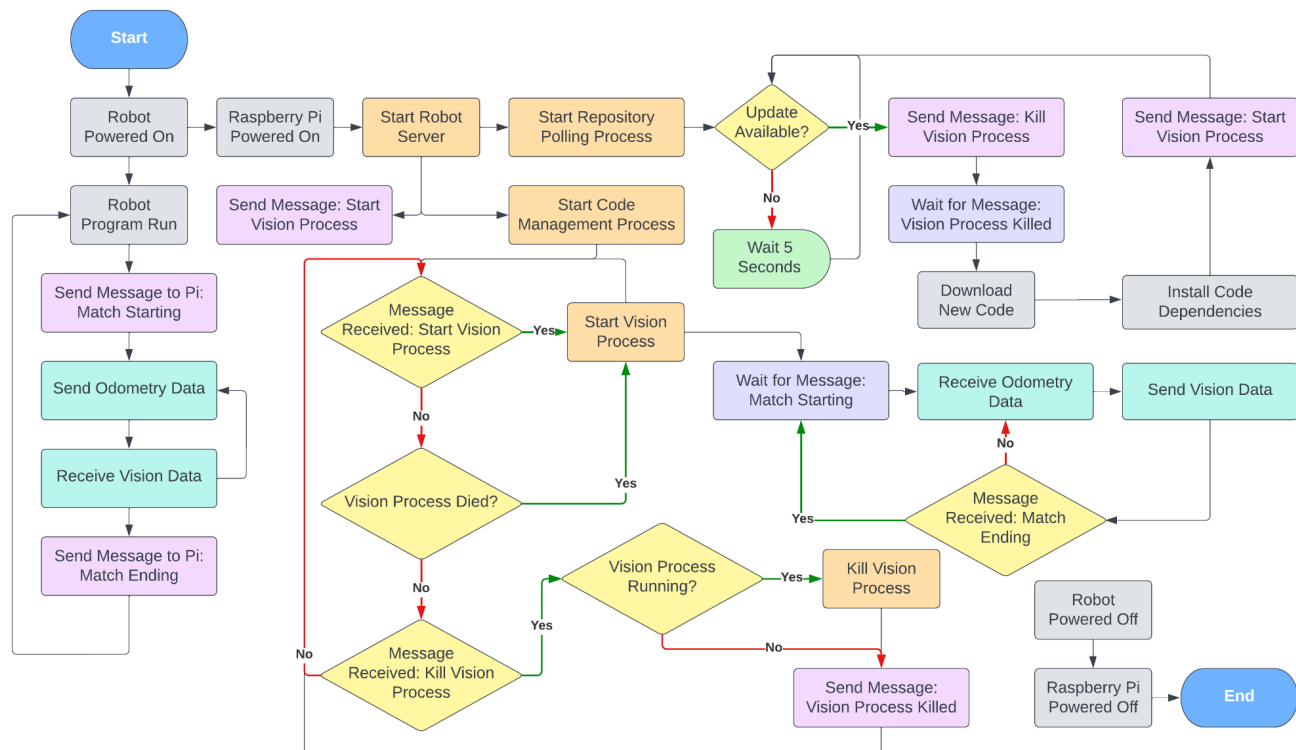 Start
Robot
Powered On
Raspberry Pi
Powered On
Start Robot
Server
Start Repository
Polling Process
Update
Available?
Yes
Send Message: Kill
Vision Process
Send Message: Start
Vision Process
Robot
Program Run
Send Message: Start
Vision Process
Start Code
Management Process
No
Wait 5
Seconds
Wait for Message:
Vision Process Killed
Download
New Code
Install Code
Dependencies
Send Message to Pi:
Match Starting
Message
Received: Start Vision
Process
Yes
Start Vision
Process
Send Odometry Data
No
Wait for Message:
Match Starting
Receive Odometry
Data
Send Vision Data
No
Receive Vision Data
Vision Process Died?
Yes
Yes
Message
Received: Match
Ending
Send Message to Pi:
Match Ending
No
Vision Process
Running?
Yes
Kill Vision
Process
Robot
Powered Off
No
Message
Received: Kill Vision
Process
Yes
No
Send Message:
Vision Process Killed
Raspberry Pi
Powered Off
End